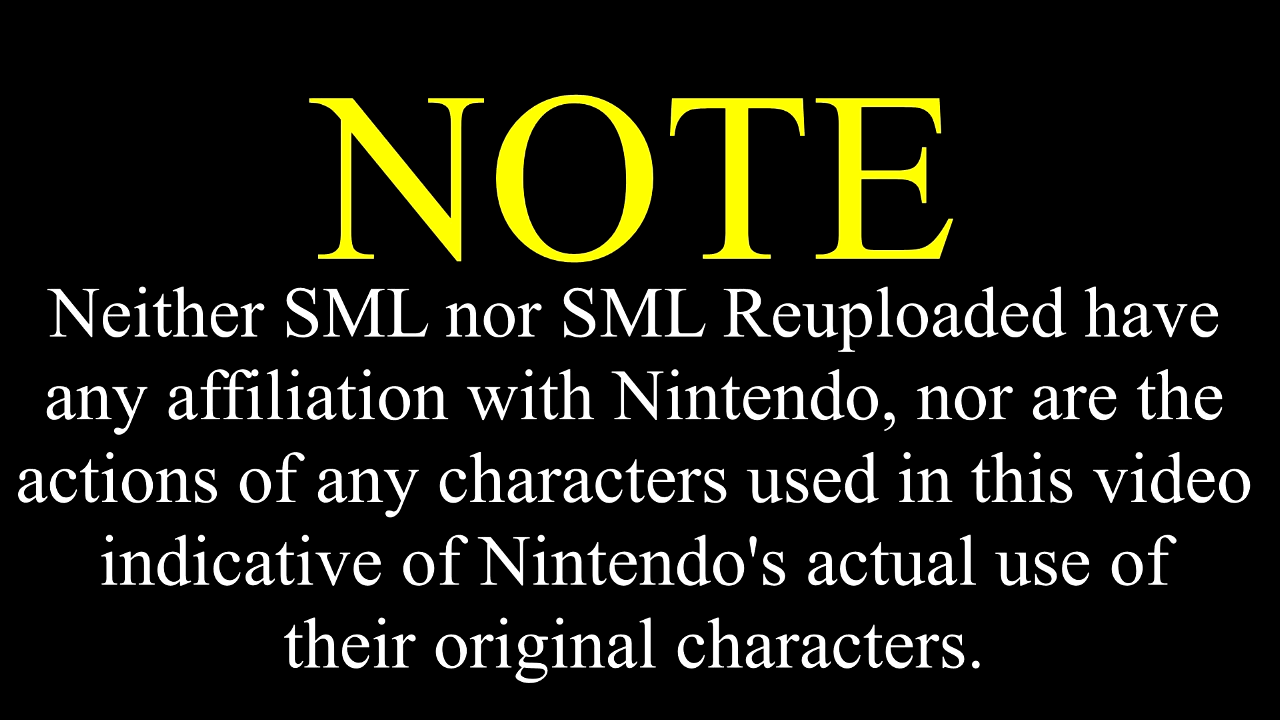 NOTE
Neither SML nor SML Reuploaded have
any affiliation with Nintendo, nor are the
actions of any characters used in this video
indicative of Nintendo's actual use of
their original characters.